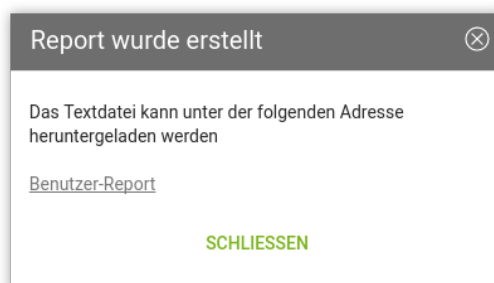 Report wurde erstellt
Das Textdatei kann unter der folgenden Adresse
heruntergeladen werden
Benutzer-Report
SCHLIESSEN